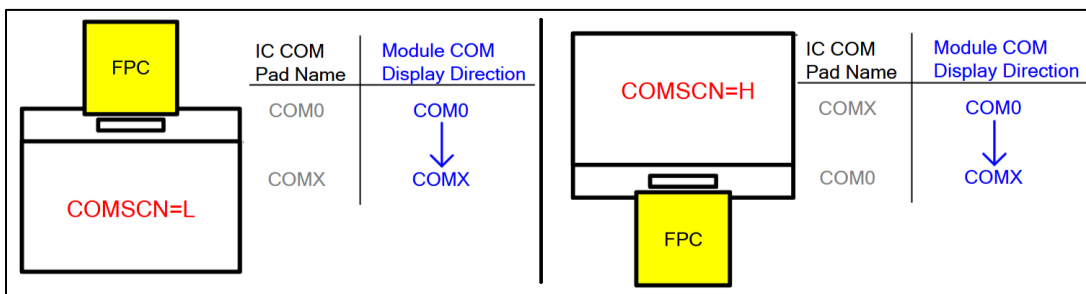 FPC
COMSCN=L
IC COM Module COM
Pad Name Display Direction
COM0 COM0
COMX COMX
COMSCN=H
FPC
IC COM Module COM
Pad Name Display Direction
COMX COM0
COM0 COMX